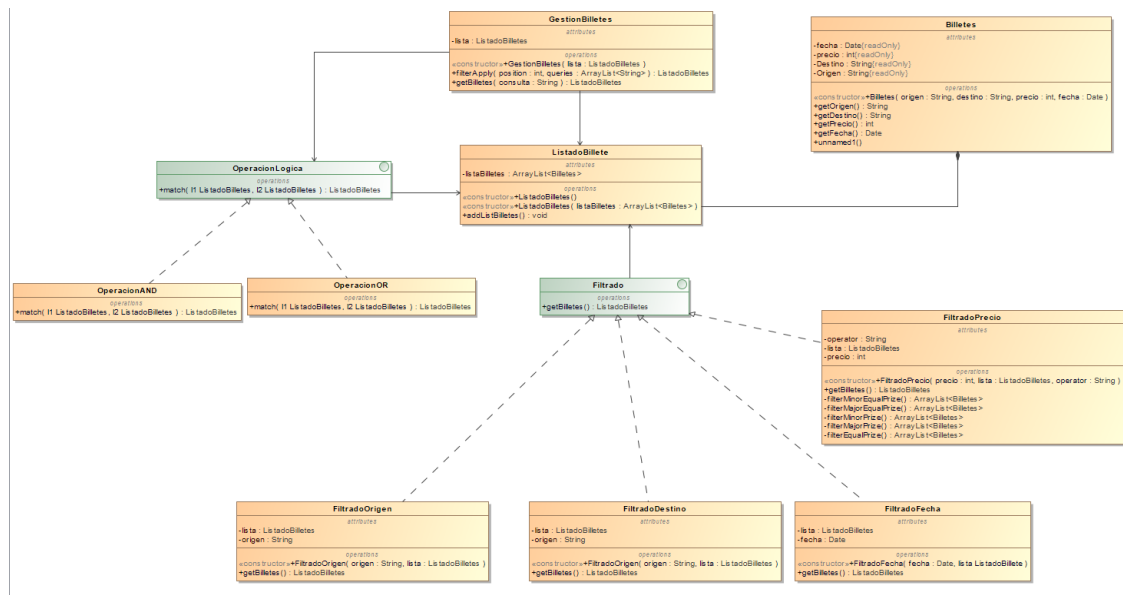 GestionBilletes
attributes
-lista : ListadoBilletes
operations
«constructor»+GestionBilletes( lista : ListadoBilletes )
+filterApply( position : int, queries : ArrayList<String> ) : ListadoBilletes
+getBilletes( consulta : String ) : ListadoBilletes
Billetes
attributes
-fecha : Date{readOnly}
-precio : int{readOnly}
-Destino : String{readOnly}
-Origen : String{readOnly}
operations
«constructor»+Billetes( origen : String, destino : String, precio : int, fecha : Date )
+getOrigen() : String
+getDestino() : String
+getPrecio() : int
+getFecha() : Date
+unnamed1()
OperacionLogica
operations
+match( l1 ListadoBilletes, l2 ListadoBilletes ) : ListadoBilletes
ListadoBillete
attributes
-listaBilletes : ArrayList<Billetes>
operations
«constructor»+ListadoBilletes()
«constructor»+ListadoBilletes( listaBilletes : ArrayList<Billetes> )
+addListBilletes() : void
OperacionAND
operations
+match( l1 ListadoBilletes, l2 ListadoBilletes ) : ListadoBilletes
OperacionOR
operations
+match( l1 ListadoBilletes, l2 ListadoBilletes ) : ListadoBilletes
Filtrado
operations
+getBilletes() : ListadoBilletes
FiltradoPrecio
attributes
-operator : String
-lista : ListadoBilletes
-precio : int
operations
«constructor»+FiltradoPrecio( precio : int, lista : ListadoBilletes, operator : String )
+getBilletes() : ListadoBilletes
-filterMinorEqualPrize() : ArrayList<Billetes>
-filterMajorEqualPrize() : ArrayList<Billetes>
-filterMinorPrize() : ArrayList<Billetes>
-filterMajorPrize() : ArrayList<Billetes>
-filterEqualPrize() : ArrayList<Billetes>
FiltradoOrigen
attributes
-lista : ListadoBilletes
-origen : String
operations
«constructor»+FiltradoOrigen( origen : String, lista : ListadoBilletes )
+getBilletes() : ListadoBilletes
FiltradoDestino
attributes
-lista : ListadoBilletes
-origen : String
operations
«constructor»+FiltradoOrigen( origen : String, lista : ListadoBilletes )
+getBilletes() : ListadoBilletes
FiltradoFecha
attributes
-lista : ListadoBilletes
-fecha : Date
operations
«constructor»+FiltradoFecha( fecha : Date, lista ListadoBillete )
+getBilletes() : ListadoBilletes